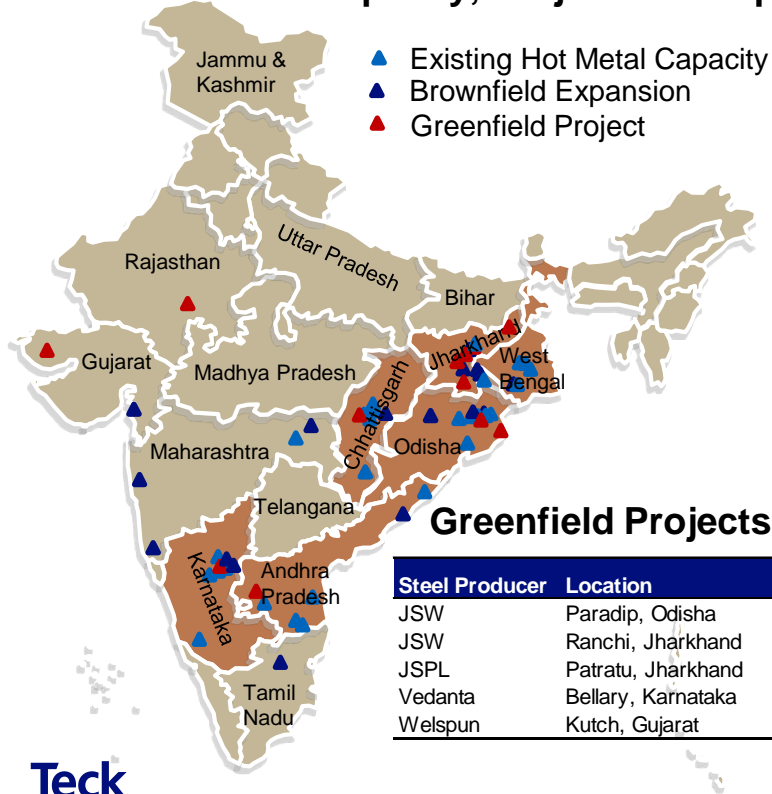 Existing Hot Metal Capacity
Brownfield Expansion
Greenfield Project
Jammu &
Kashmir
Uttar Pradesh
Rajasthan
Bihar
Gujarat
Madhya Pradesh
Jharkhand
West
Bengal
Chhattisgarh
Maharashtra
Odisha
Telangana
Karnataka
Andhra
Pradesh
Tamil
Nadu
Greenfield Projects
Steel Producer Location
JSW Paradip, Odisha
JSW Ranchi, Jharkhand
JSPL Patratu, Jharkhand
Vedanta Bellary, Karnataka
Welspun Kutch, Gujarat
Teck